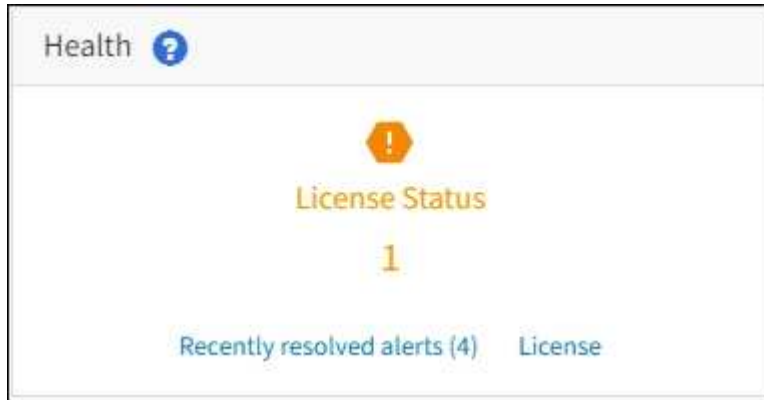 Health ?
!
License Status
1
Recently resolved alerts (4) License